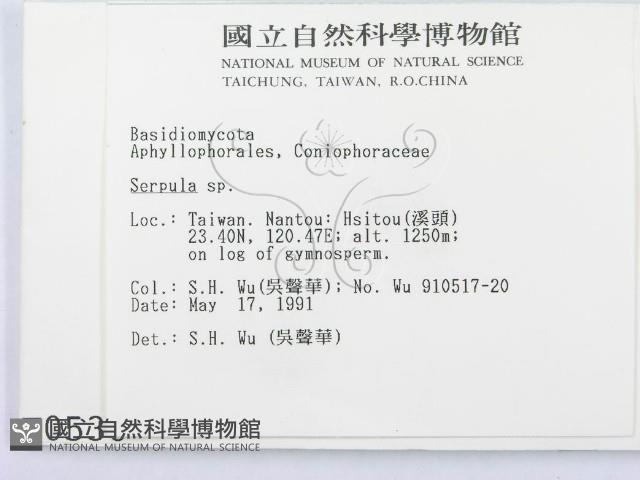 國立自然科學博物館
NATIONAL MUSEUM OF NATURAL SCIENCE
TAICHUNG, TAIWAN, R.O.CHINA
Basidiomycota
Aphyllophorales, Coniophoraceae
Serpula sp.
Loc.: Taiwan. Nantou: Hsitou(溪頭)
23.40N, 120.47E; alt. 1250m;
on log of gymnosperm.
Col.: S.H. Wu(吳聲華); No. Wu 910517-20
Date: May 17, 1991
Det.: S.H. Wu (吳聲華)
國立自然科學博物館
NATIONAL MUSEUM OF NATURAL SCIENCE